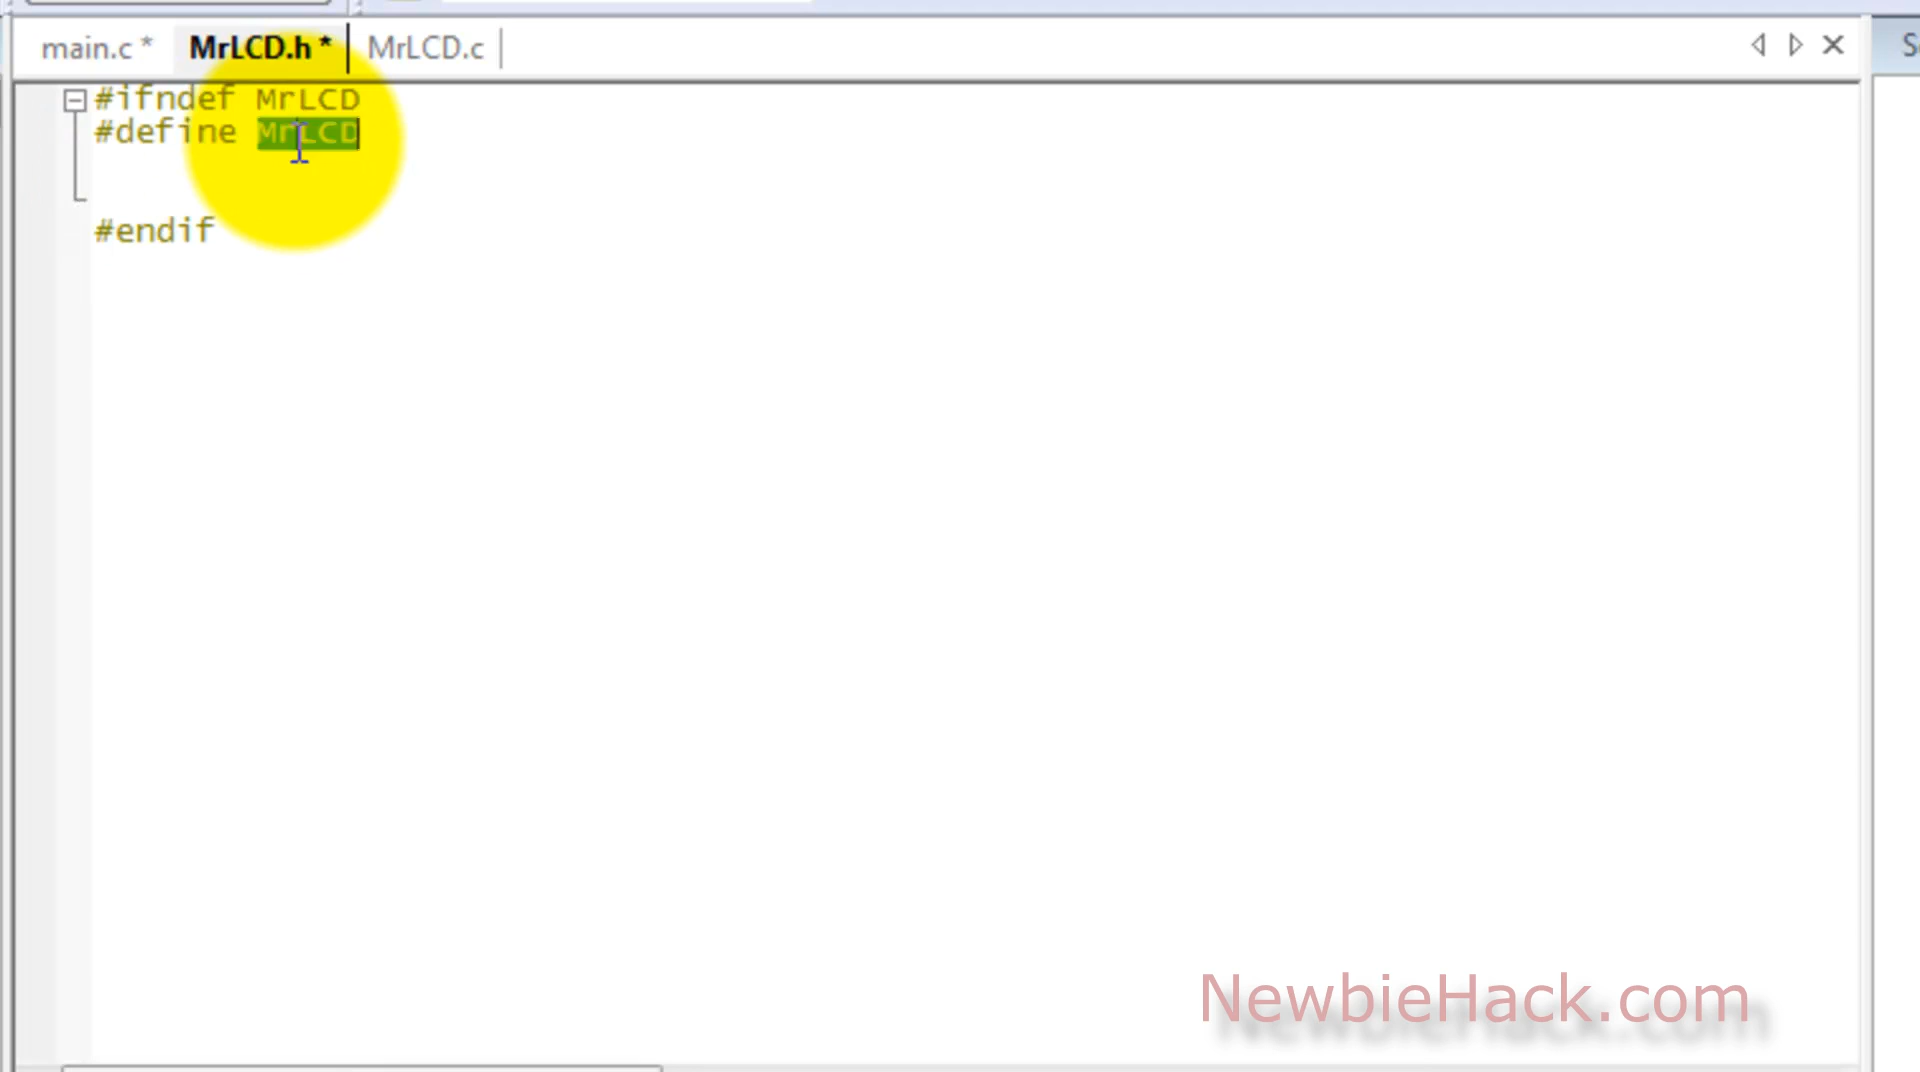 main.c * MrLCD.h * MrLCD.c
#ifndef MrLCD
#define MrLCD
#endif
NewbieHack.com